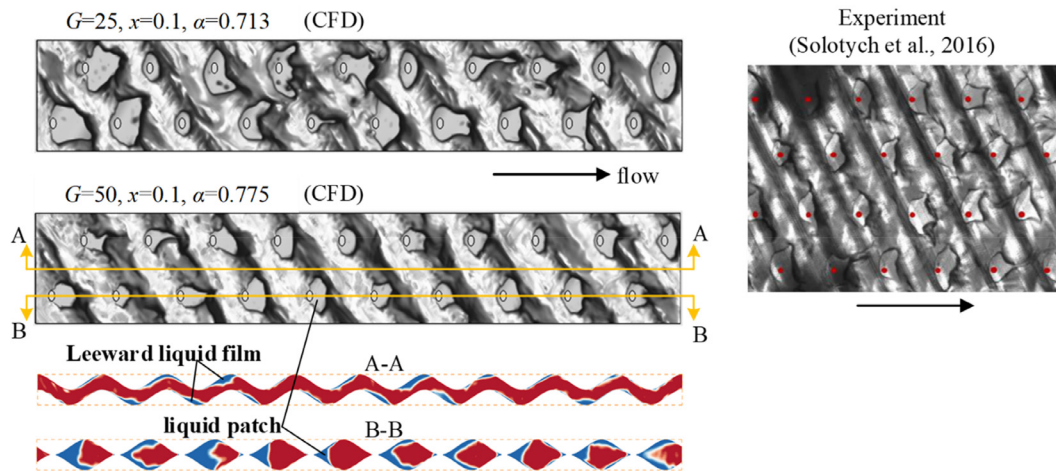 G=25, x=0.1, α=0.713 (CFD)
flow
G=50, x=0.1, α=0.775 (CFD)
A A
B B
Leeward liquid film
A-A
liquid patch
B-B
Experiment
(Solotych et al., 2016)